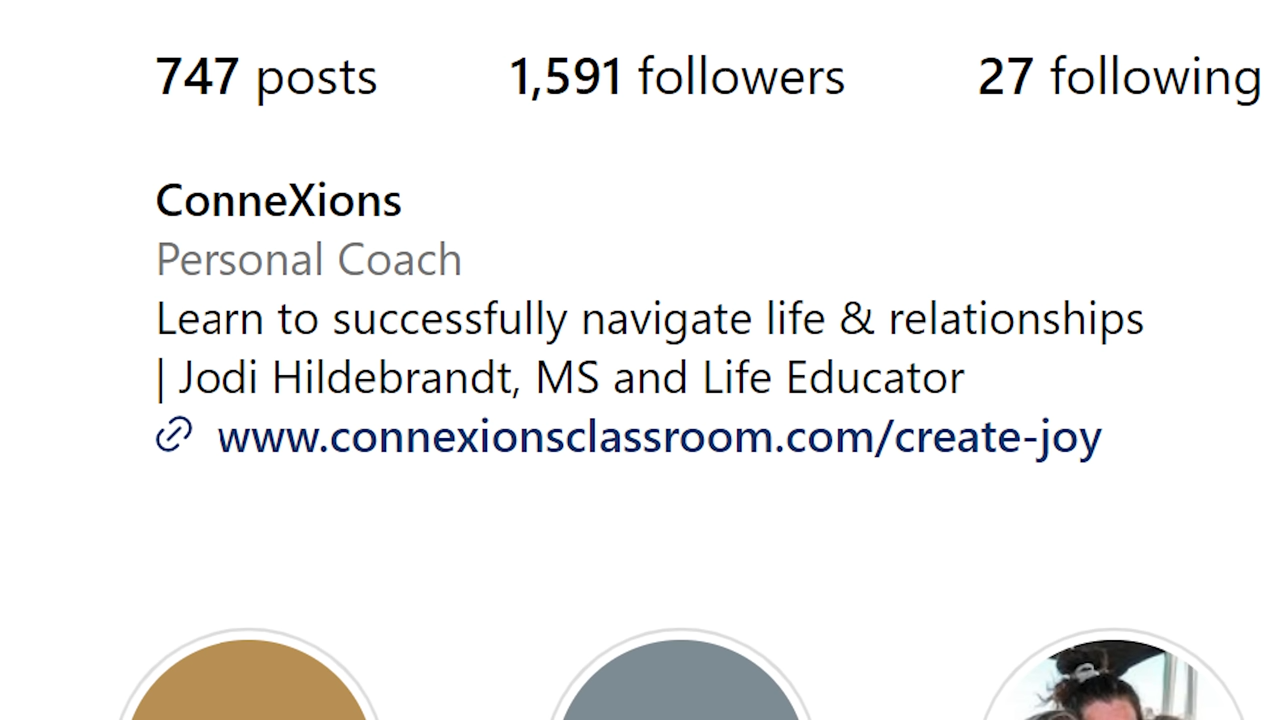 747 posts 1,591 followers 27 following
ConneXions
Personal Coach
Learn to successfully navigate life & relationships
| Jodi Hildebrandt, MS and Life Educator
www.connexionsclassroom.com/create-joy